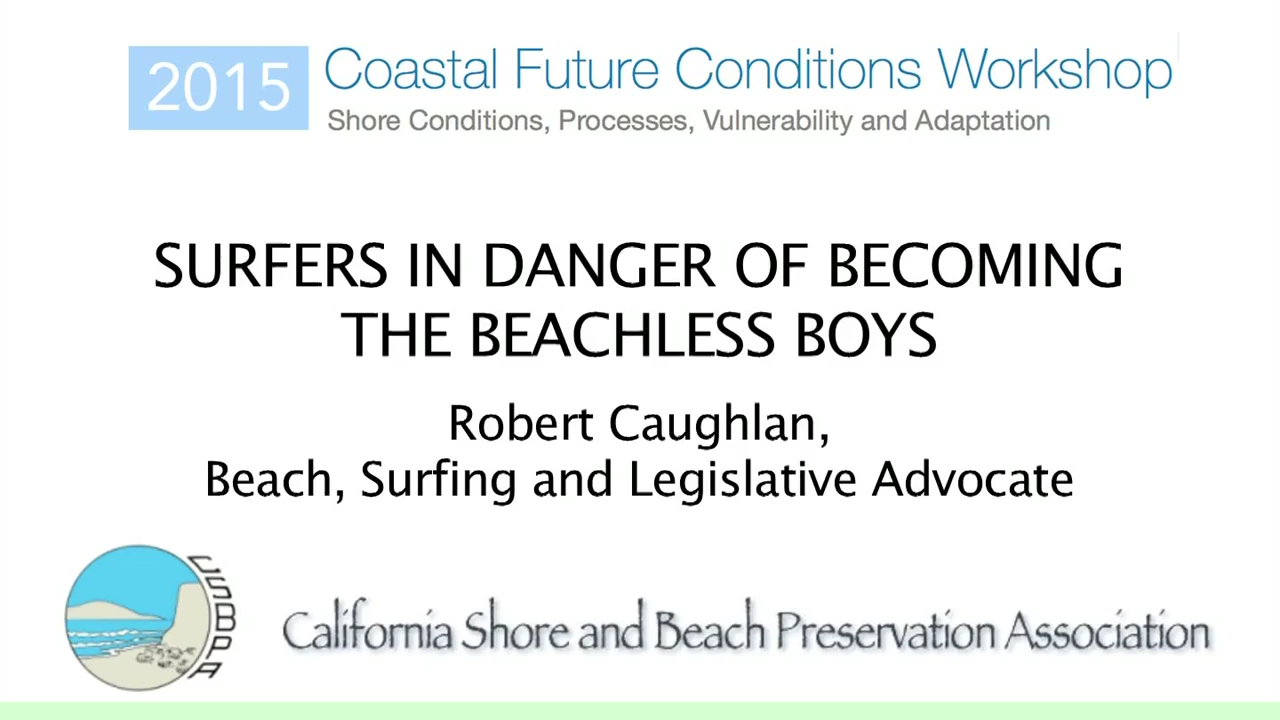 2015
Coastal Future Conditions Workshop
Shore Conditions, Processes, Vulnerability and Adaptation
SURFERS IN DANGER OF BECOMING
THE BEACHLESS BOYS
Robert Caughlan,
Beach, Surfing and Legislative Advocate
CSBPA
California Shore and Beach Preservation Association